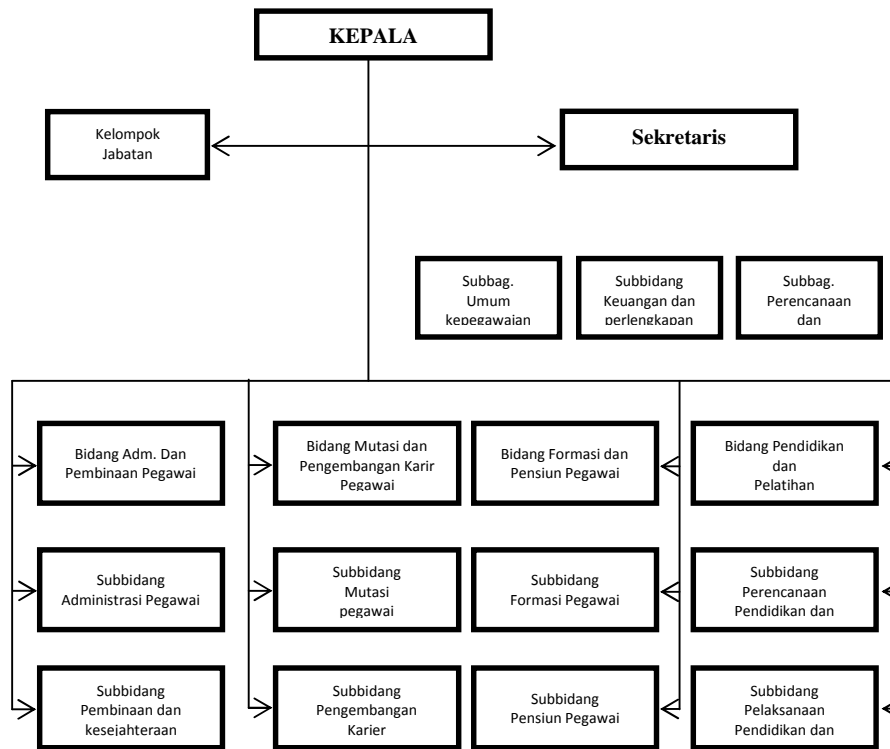 KEPALA
Kelompok
Jabatan
Sekretaris
Subbag.
Umum
kepegawaian
Subbidang
Keuangan dan
perlengkapan
Subbag.
Perencanaan
dan
Bidang Adm. Dan
Pembinaan Pegawai
Bidang Mutasi dan
Pengembangan Karir
Pegawai
Bidang Formasi dan
Pensiun Pegawai
Bidang Pendidikan
dan
Pelatihan
Subbidang
Administrasi Pegawai
Subbidang
Mutasi
pegawai
Subbidang
Formasi Pegawai
Subbidang
Perencanaan
Pendidikan dan
Subbidang
Pembinaan dan
kesejahteraan
Subbidang
Pengembangan
Karier
Subbidang
Pensiun Pegawai
Subbidang
Pelaksanaan
Pendidikan dan